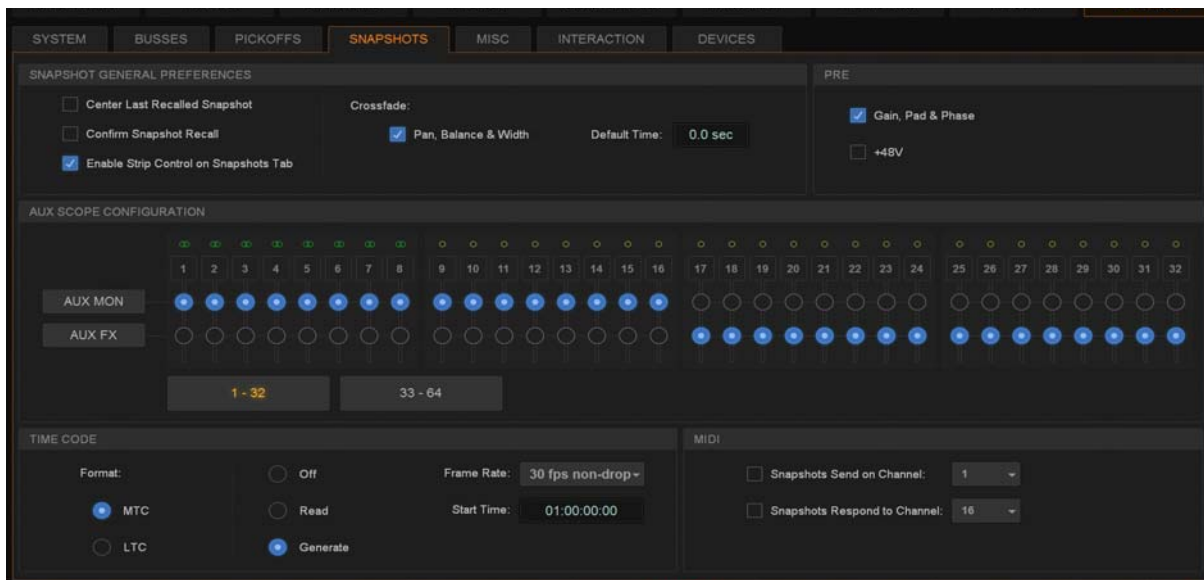 SYSTEM BUSSES PICKOFFS SNAPSHOTS MISC INTERACTION DEVICES
SNAPSHOT GENERAL PREFERENCES
Center Last Recalled Snapshot
Confirm Snapshot Recall
Enable Strip Control on Snapshots Tab
Crossfade:
Pan, Balance & Width Default Time: 0.0 sec
PRE
Gain, Pad & Phase
+48V
AUX SCOPE CONFIGURATION
1 2 3 4 5 6 7 8 9 10 11 12 13 14 15 16 17 18 19 20 21 22 23 24 25 26 27 28 29 30 31 32
AUX MON
AUX FX
1 - 32 33 - 64
TIME CODE
Format:
MTC
LTC
Off
Read
Generate
Frame Rate: 30 fps non-drop
Start Time: 01:00:00:00
MIDI
Snapshots Send on Channel: 1
Snapshots Respond to Channel: 16